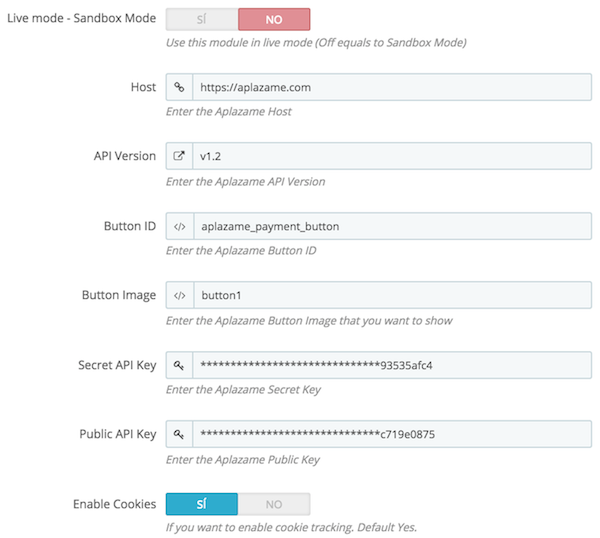 Live mode - Sandbox Mode SÍ NO
Use this module in live mode (Off equals to Sandbox Mode)
Host https://aplazame.com
Enter the Aplazame Host
API Version v1.2
Enter the Aplazame API Version
Button ID </> aplazame_payment_button
Enter the Aplazame Button ID
Button Image </> button1
Enter the Aplazame Button Image that you want to show
Secret API Key ******************************93535afc4
Enter the Aplazame Secret Key
Public API Key ******************************c719e0875
Enter the Aplazame Public Key
Enable Cookies SÍ NO
If you want to enable cookie tracking. Default Yes.